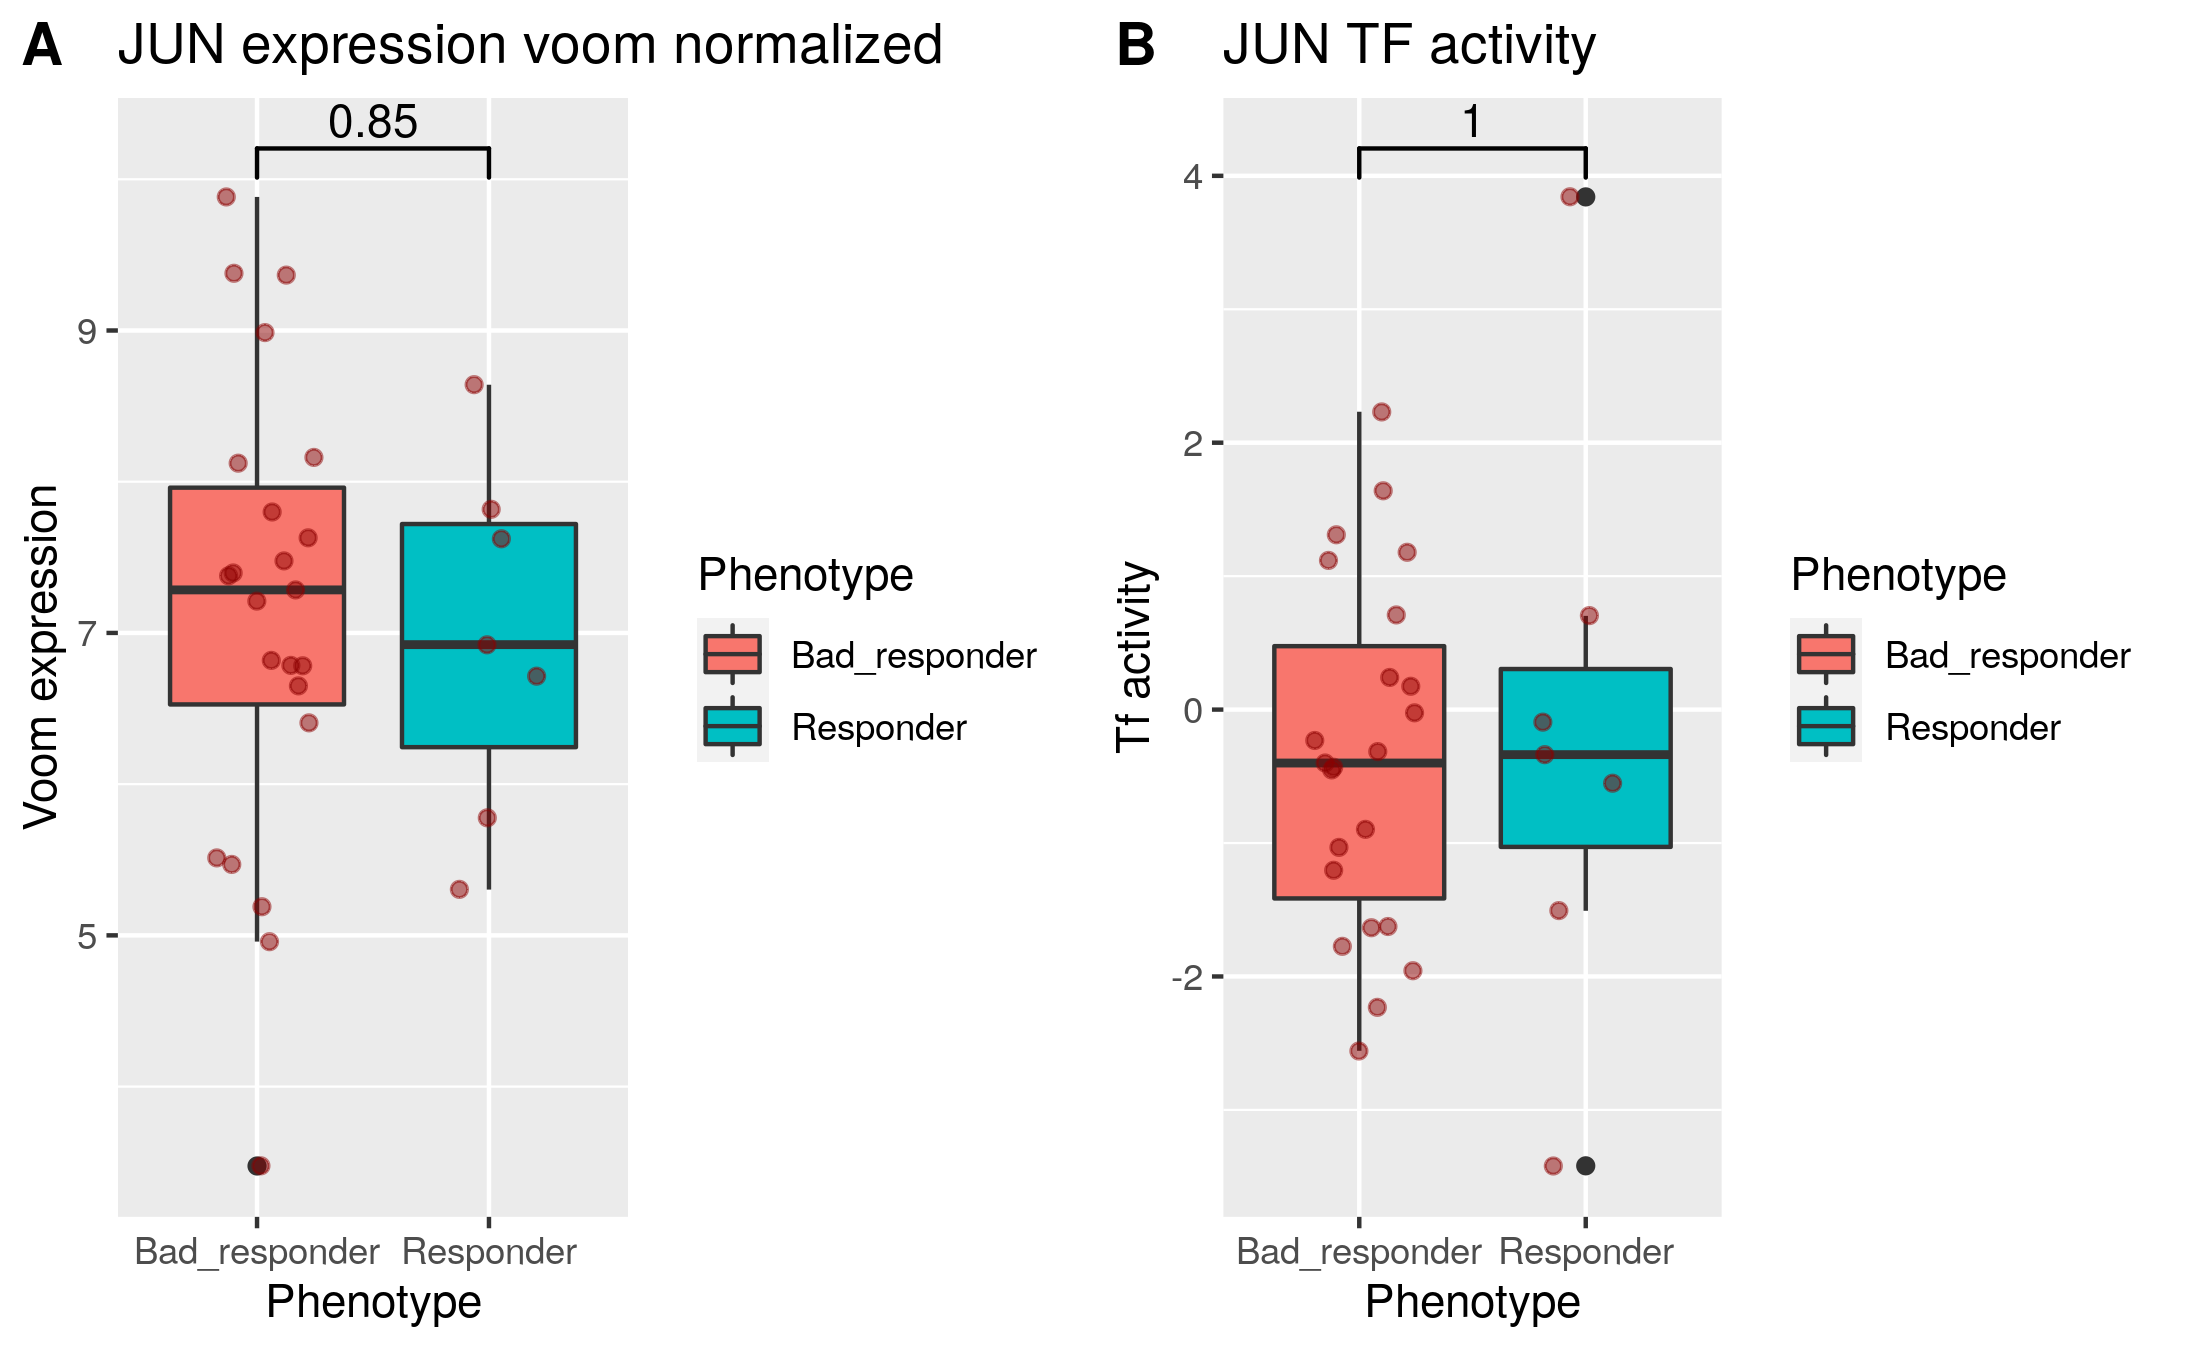 A JUN expression voom normalized
0.85
9
7
5
Voom expression
Bad_responder Responder
Phenotype
Phenotype
Bad_responder
Responder
B JUN TF activity
1
4
2
0
-2
Tf activity
Bad_responder Responder
Phenotype
Phenotype
Bad_responder
Responder